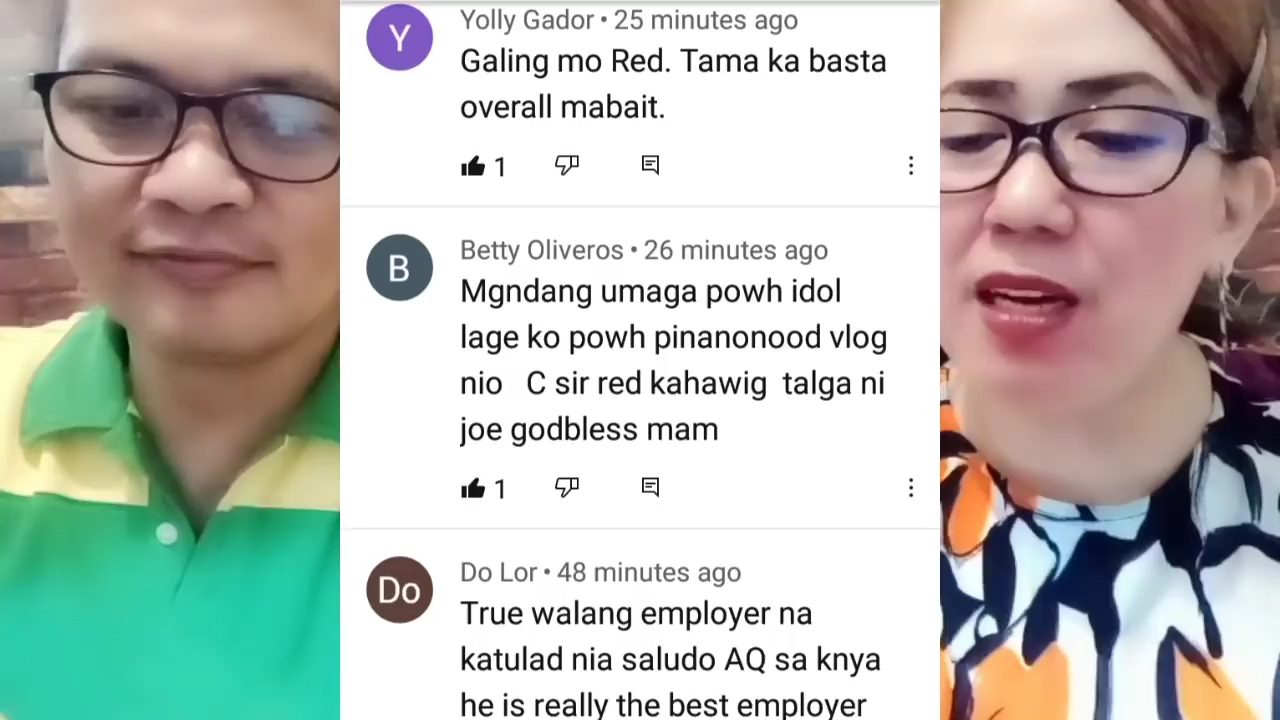 Y
Yolly Gador • 25 minutes ago
Galing mo Red. Tama ka basta
overall mabait.
1
B
Betty Oliveros • 26 minutes ago
Mgndang umaga powh idol
lage ko powh pinanonood vlog
nio C sir red kahawig talga ni
joe godbless mam
1
Do
Do Lor • 48 minutes ago
True walang employer na
katulad nia saludo AQ sa knya
he is really the best employer